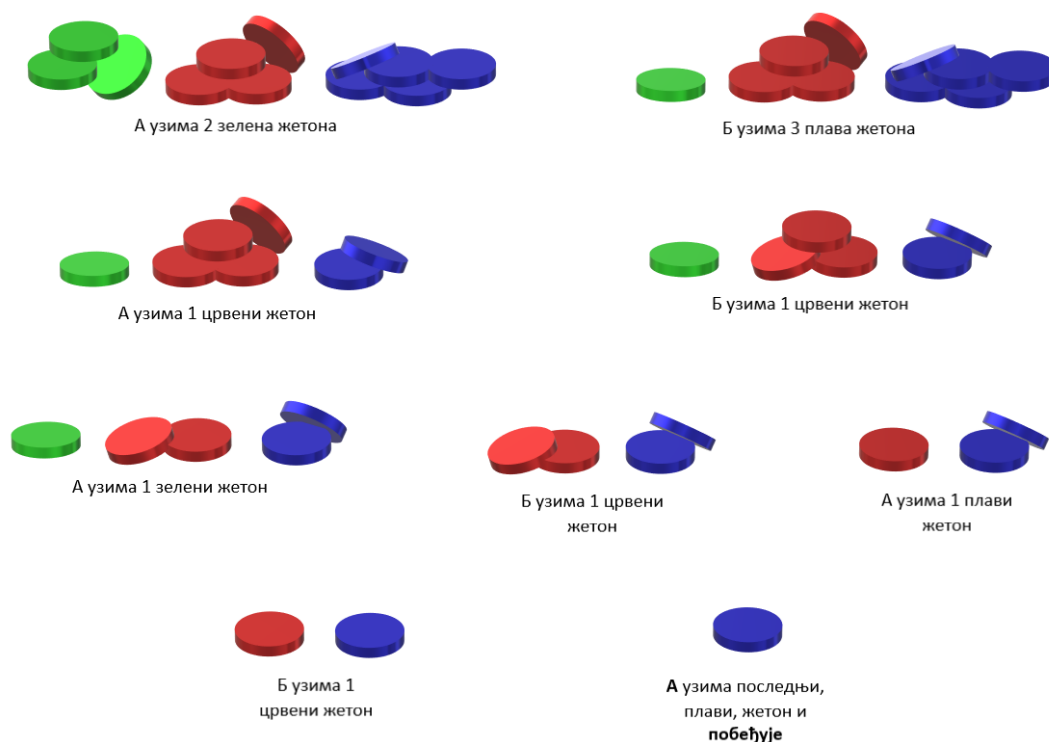 А узима 2 зелена жетона
Б узима 3 плава жетона
А узима 1 црвени жетон
Б узима 1 црвени жетон
А узима 1 зелени жетон
Б узима 1 црвени
жетон
А узима 1 плави
жетон
Б узима 1
црвени жетон
А узима последњи,
плави, жетон и
побеђује